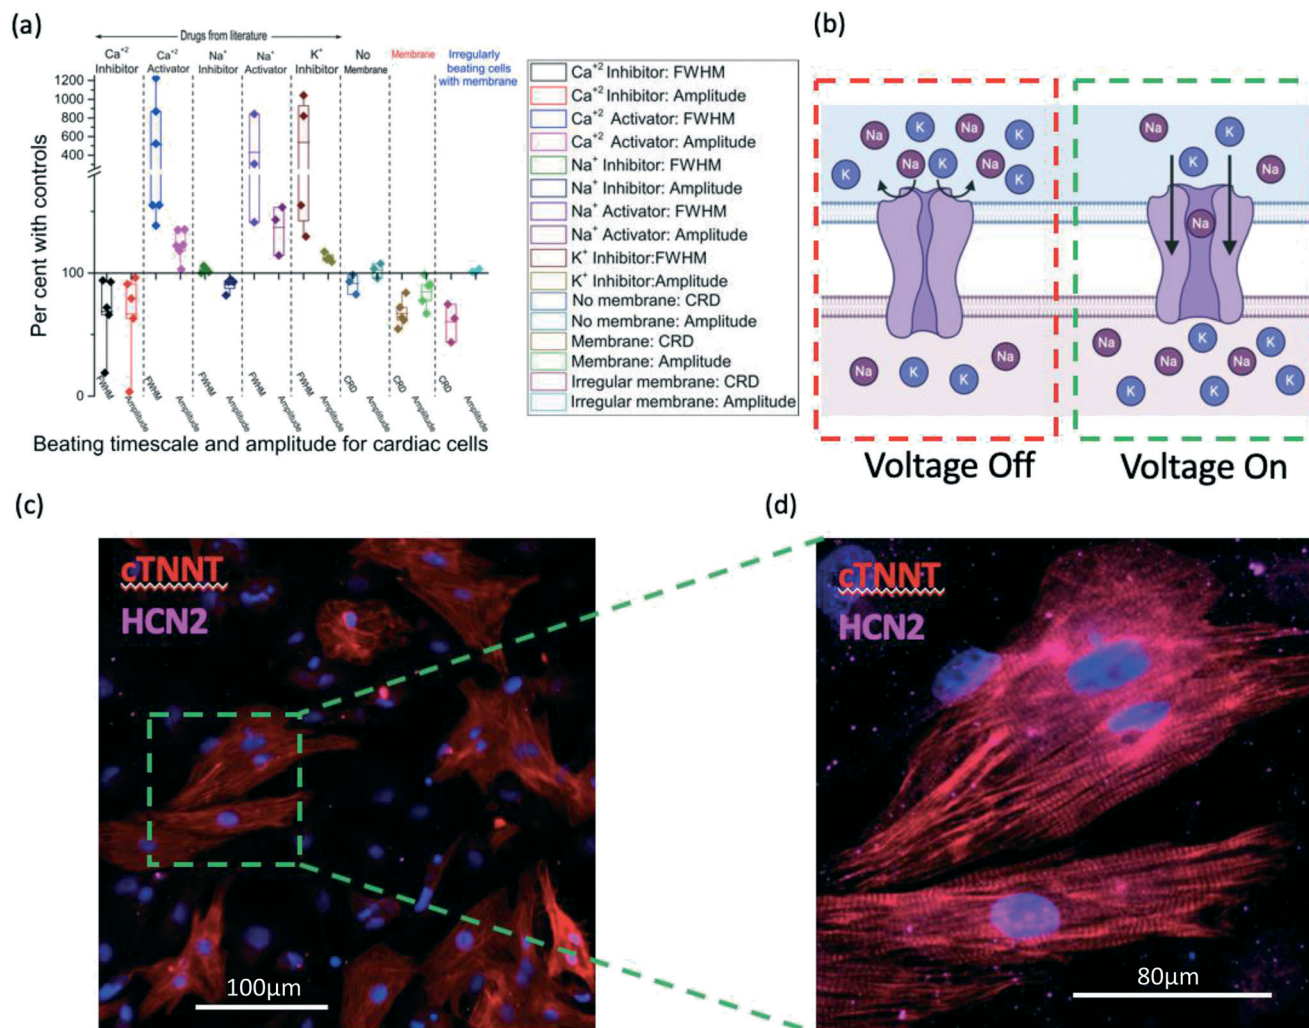 (a)
Drugs from literature
Ca+2 Inhibitor
Ca+2 Activator
Na+ Inhibitor
Na+ Activator
K+ Inhibitor
No Membrane
Membrane
Irregularly beating cells with membrane
Per cent with controls
1200
1000
800
600
400
100
0
FWHM
Amplitude
FWHM
Amplitude
FWHM
Amplitude
FWHM
Amplitude
FWHM
Amplitude
CRD
Amplitude
CRD
Amplitude
CRD
Amplitude
Beating timescale and amplitude for cardiac cells
Ca+2 Inhibitor: FWHM
Ca+2 Inhibitor: Amplitude
Ca+2 Activator: FWHM
Ca+2 Activator: Amplitude
Na+ Inhibitor: FWHM
Na+ Inhibitor: Amplitude
Na+ Activator: FWHM
Na+ Activator: Amplitude
K+ Inhibitor:FWHM
K+ Inhibitor:Amplitude
No membrane: CRD
No membrane: Amplitude
Membrane: CRD
Membrane: Amplitude
Irregular membrane: CRD
Irregular membrane: Amplitude
(b)
Na K Na K
K Na K Na K
Na K Na
Voltage Off
Na K
K Na
Na
Na K K
Na Na
K K K
Voltage On
(c)
cTNNT
HCN2
100μm
(d)
cTNNT
HCN2
80μm